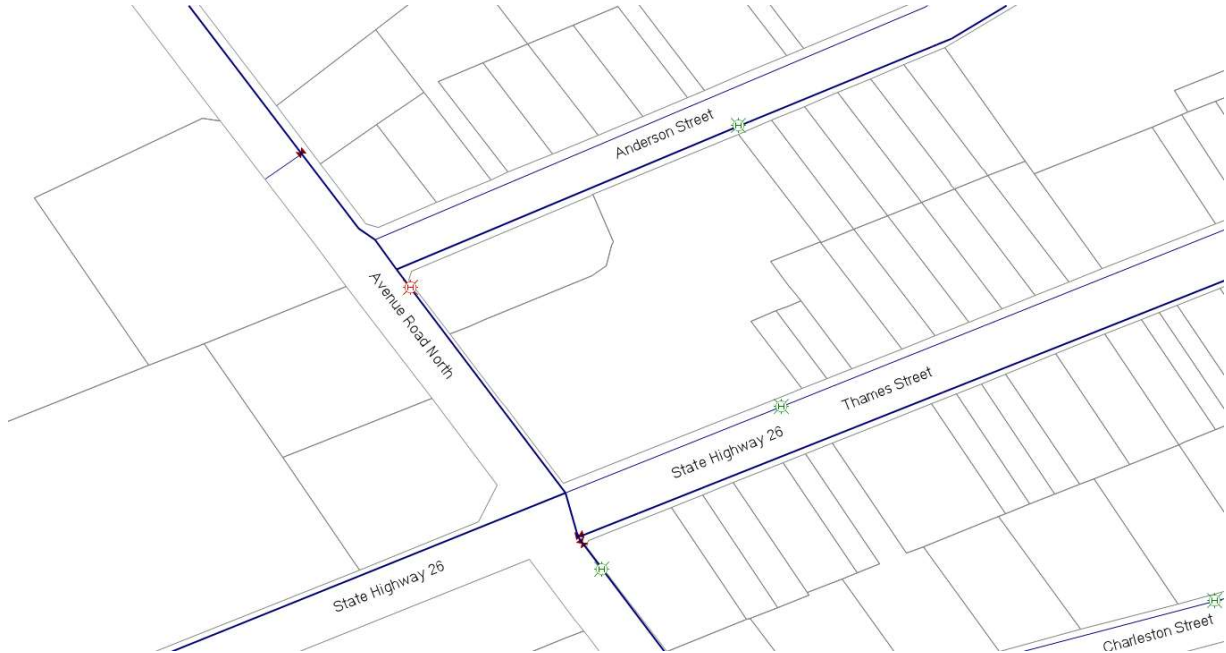 Anderson Street
H
H
Avenue Road North
Thames Street
H
State Highway 26
H
State Highway 26
H
Charleston Street